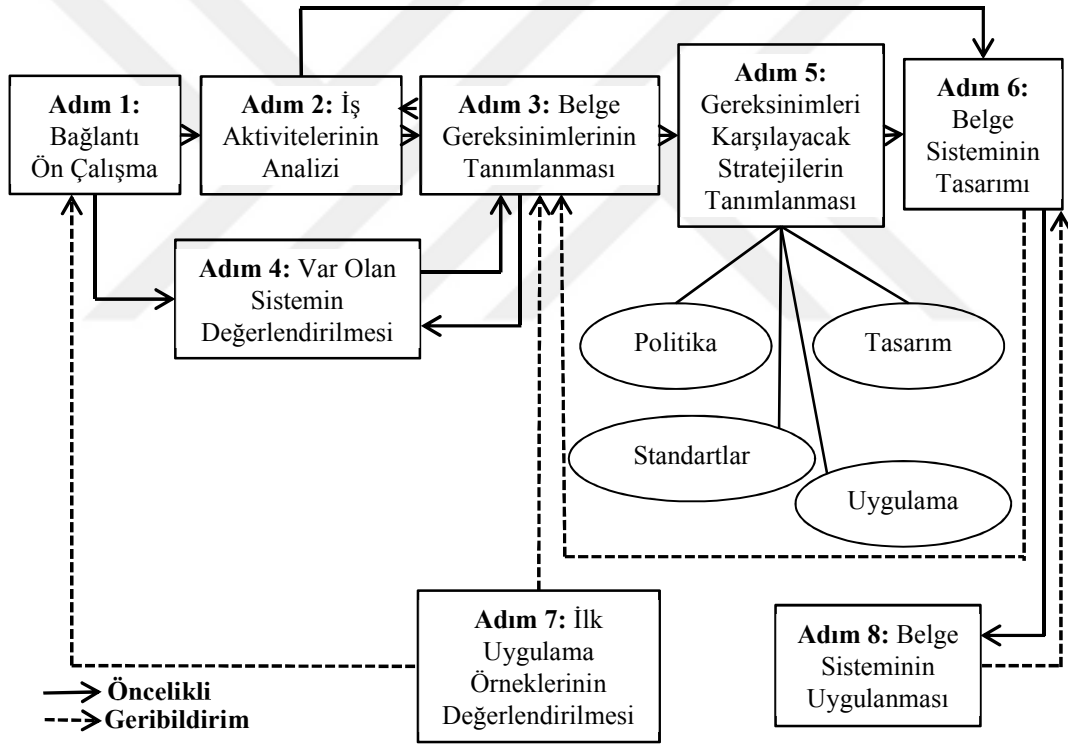 Adım 1:
Bağlantı
Ön Çalışma
Adım 2: İş
Aktivitelerinin
Analizi
Adım 3: Belge
Gereksinimlerinin
Tanımlanması
Adım 5:
Gereksinimleri
Karşılayacak
Stratejilerin
Tanımlanması
Adım 6:
Belge
Sisteminin
Tasarımı
Adım 4: Var Olan
Sistemin
Değerlendirilmesi
Politika
Tasarım
Standartlar
Uygulama
Adım 7: İlk
Uygulama
Örneklerinin
Değerlendirilmesi
Adım 8: Belge
Sisteminin
Uygulanması
Öncelikli
Geribildirim